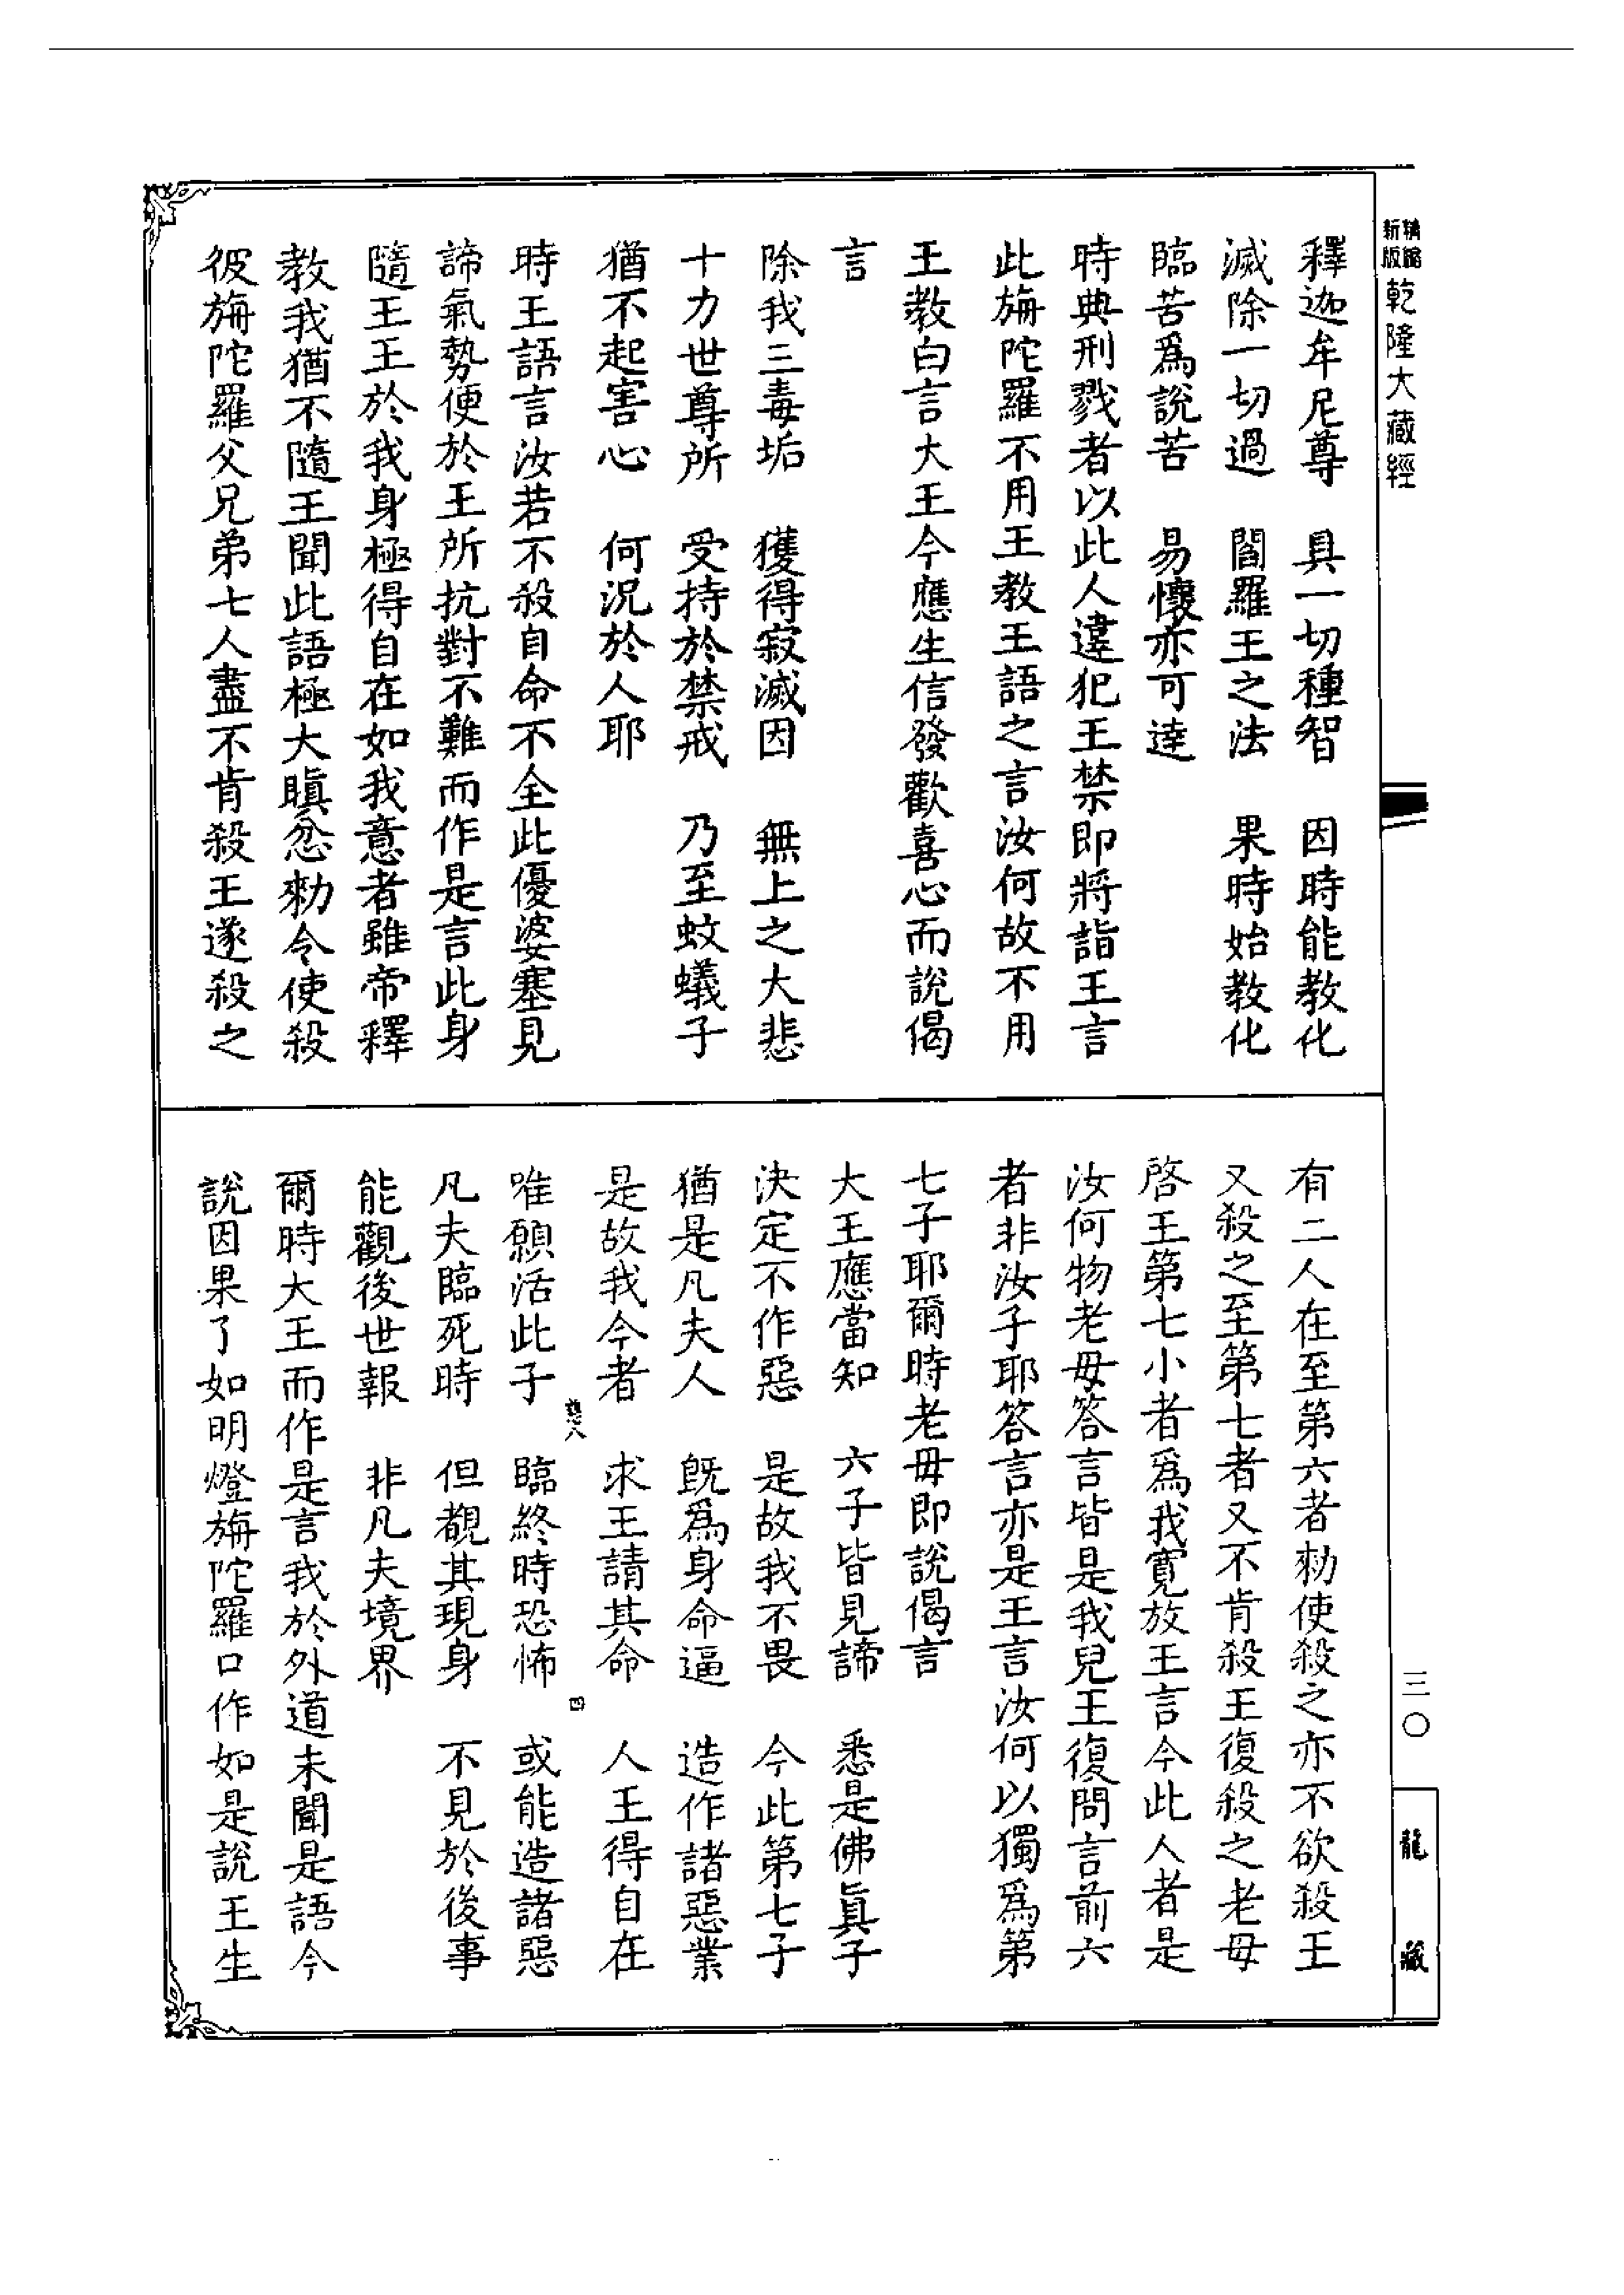 新版精縮乾隆大藏經
釋迦牟尼尊　具一切種智　因時能教化
滅除一切過　閻羅王之法　果時始教化
臨苦爲說苦　易懷亦可達
時典刑戮者以此人違犯王禁即將詣王言
此旃陀羅不用王教王語之言汝何故不用
王教白言大王今應生信發歡喜心而說偈
言
除我三毒垢　獲得寂滅因　無上之大悲
十力世尊所　受持於禁戒　乃至蚊蟻子
猶不起害心　何況於人耶
時王語言汝若不殺自命不全此優婆塞見
諦氣勢便於王所抗對不難而作是言此身
隨王王於我身極得自在如我意者雖帝釋
教我猶不隨王聞此語極大瞋忿勑令使殺
彼旃陀羅父兄弟七人盡不肯殺王遂殺之
有二人在至第六者勑使殺之亦不欲殺王
又殺之至第七者又不肯殺王復殺之老母
啓王第七小者爲我寛放王言今此人者是
汝何物老母答言皆是我兒王復問言前六
者非汝子耶答言亦是王言汝何以獨爲第
七子耶爾時老母即說偈言
大王應當知　六子皆見諦　悉是佛眞子
決定不作惡　是故我不畏　今此第七子
猶是凡夫人　旣爲身命逼　造作諸惡業
是故我今者　求王請其命　人王得自在
唯願活此子　臨終時恐怖　或能造諸惡
凡夫臨死時　但覩其現身　不見於後事
能觀後世報　非凡夫境界
爾時大王而作是言我於外道未聞是語今
說因果了如明燈旃陀羅口作如是說王生
三〇
龍藏
四